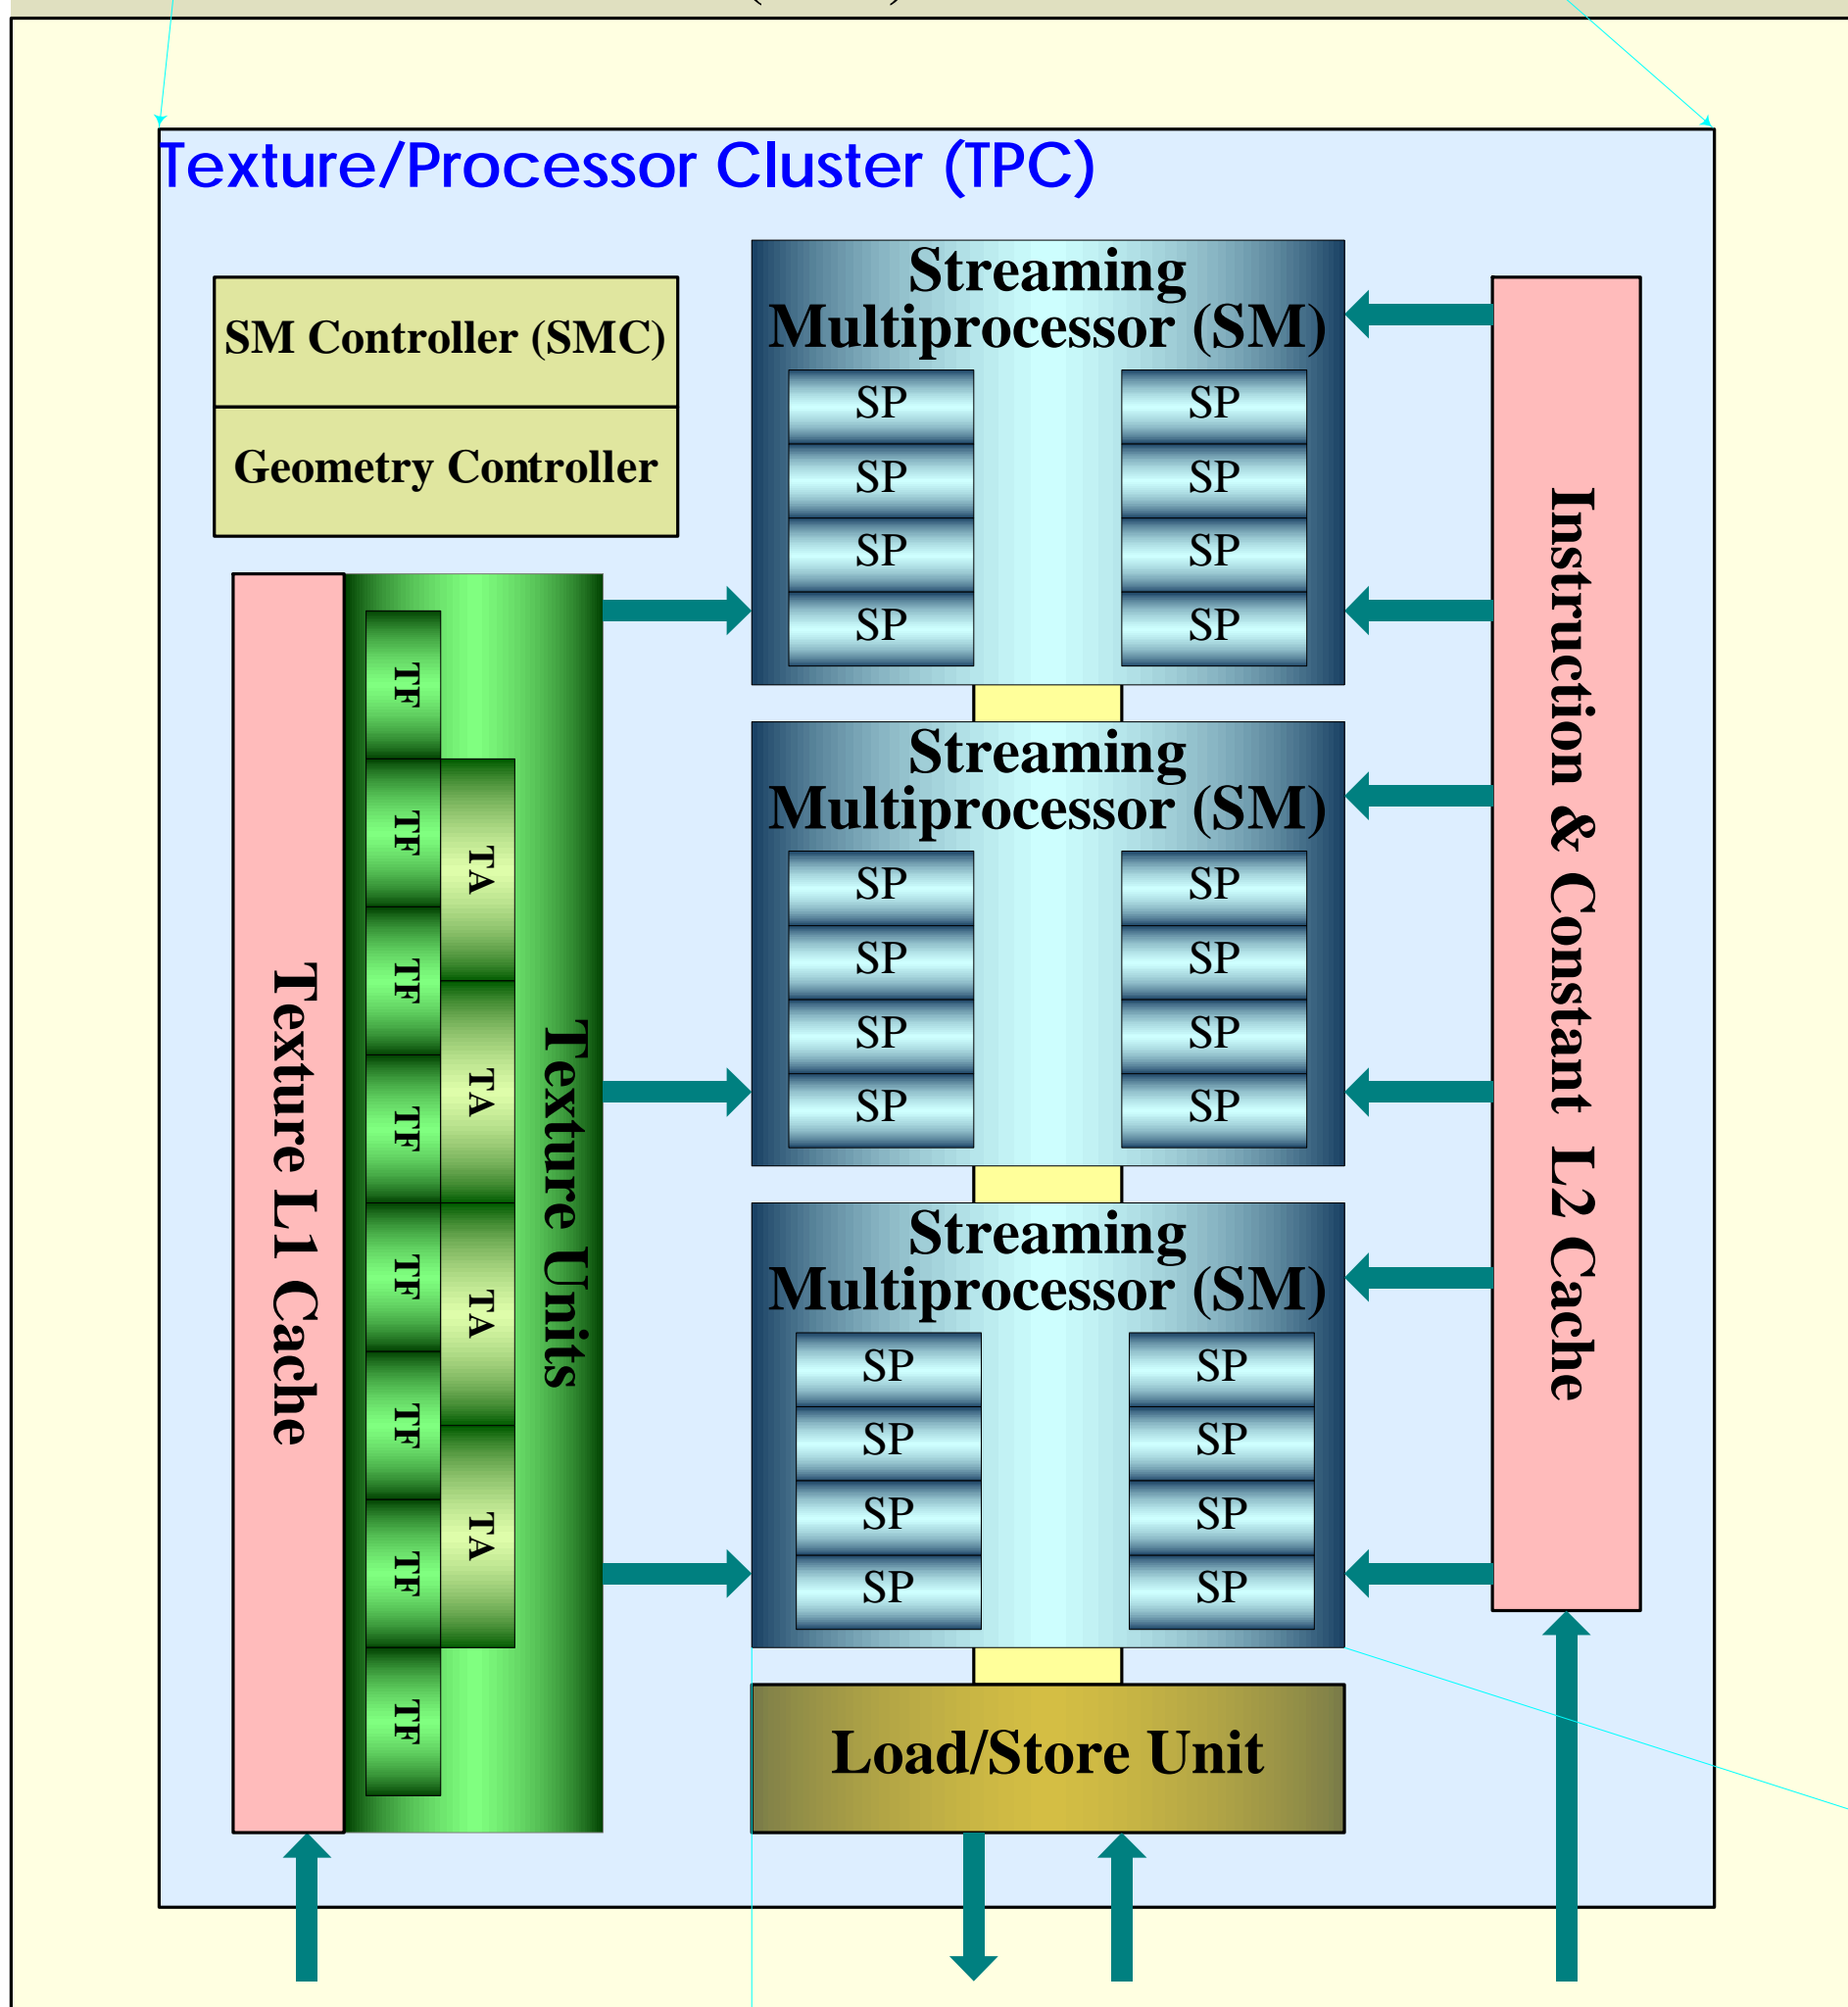 Texture/Processor Cluster (TPC)
SM Controller (SMC)
Geometry Controller
Texture L1 Cache
TF
TF
TF
TF
TF
TF
TF
TF
TA
TA
TA
TA
Texture Units
Streaming
Multiprocessor (SM)
SP SP
SP SP
SP SP
SP SP
Streaming
Multiprocessor (SM)
SP SP
SP SP
SP SP
SP SP
Streaming
Multiprocessor (SM)
SP SP
SP SP
SP SP
SP SP
Load/Store Unit
Instruction & Constant L2 Cache